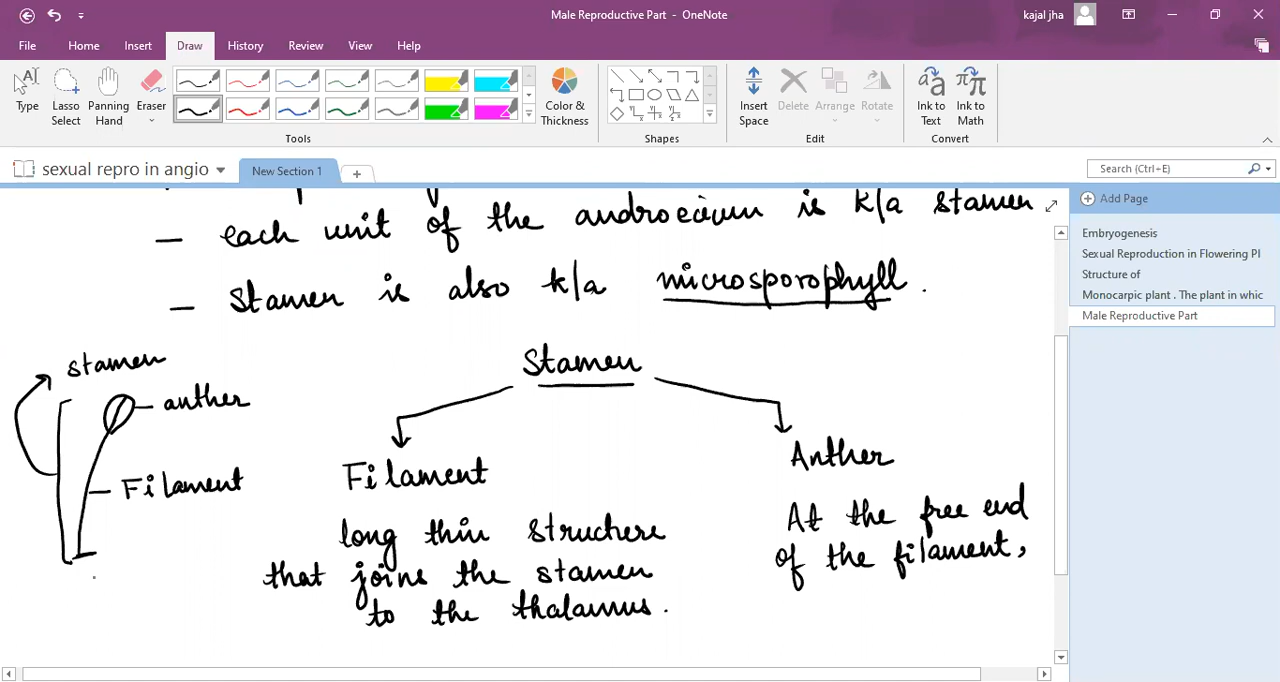 Male Reproductive Part - OneNote
kajal jha
File Home Insert Draw History Review View Help
Type
Lasso Select
Panning Hand
Eraser
Color & Thickness
Insert Space
Delete
Arrange
Rotate
Ink to Text
Ink to Math
Tools
Shapes
Edit
Convert
sexual repro in angio
New Section 1
Search (Ctrl+E)
Add Page
Embryogenesis
Sexual Reproduction in Flowering Pl
Structure of
Monocarpic plant . The plant in whic
Male Reproductive Part
— each unit of the androecium is k/a stamen
— Stamen is also k/a microsporophyll.
stamen
anther
Filament
Stamen
Filament
long thin structure
that joins the stamen
to the thalamus.
Anther
At the free end
of the filament,